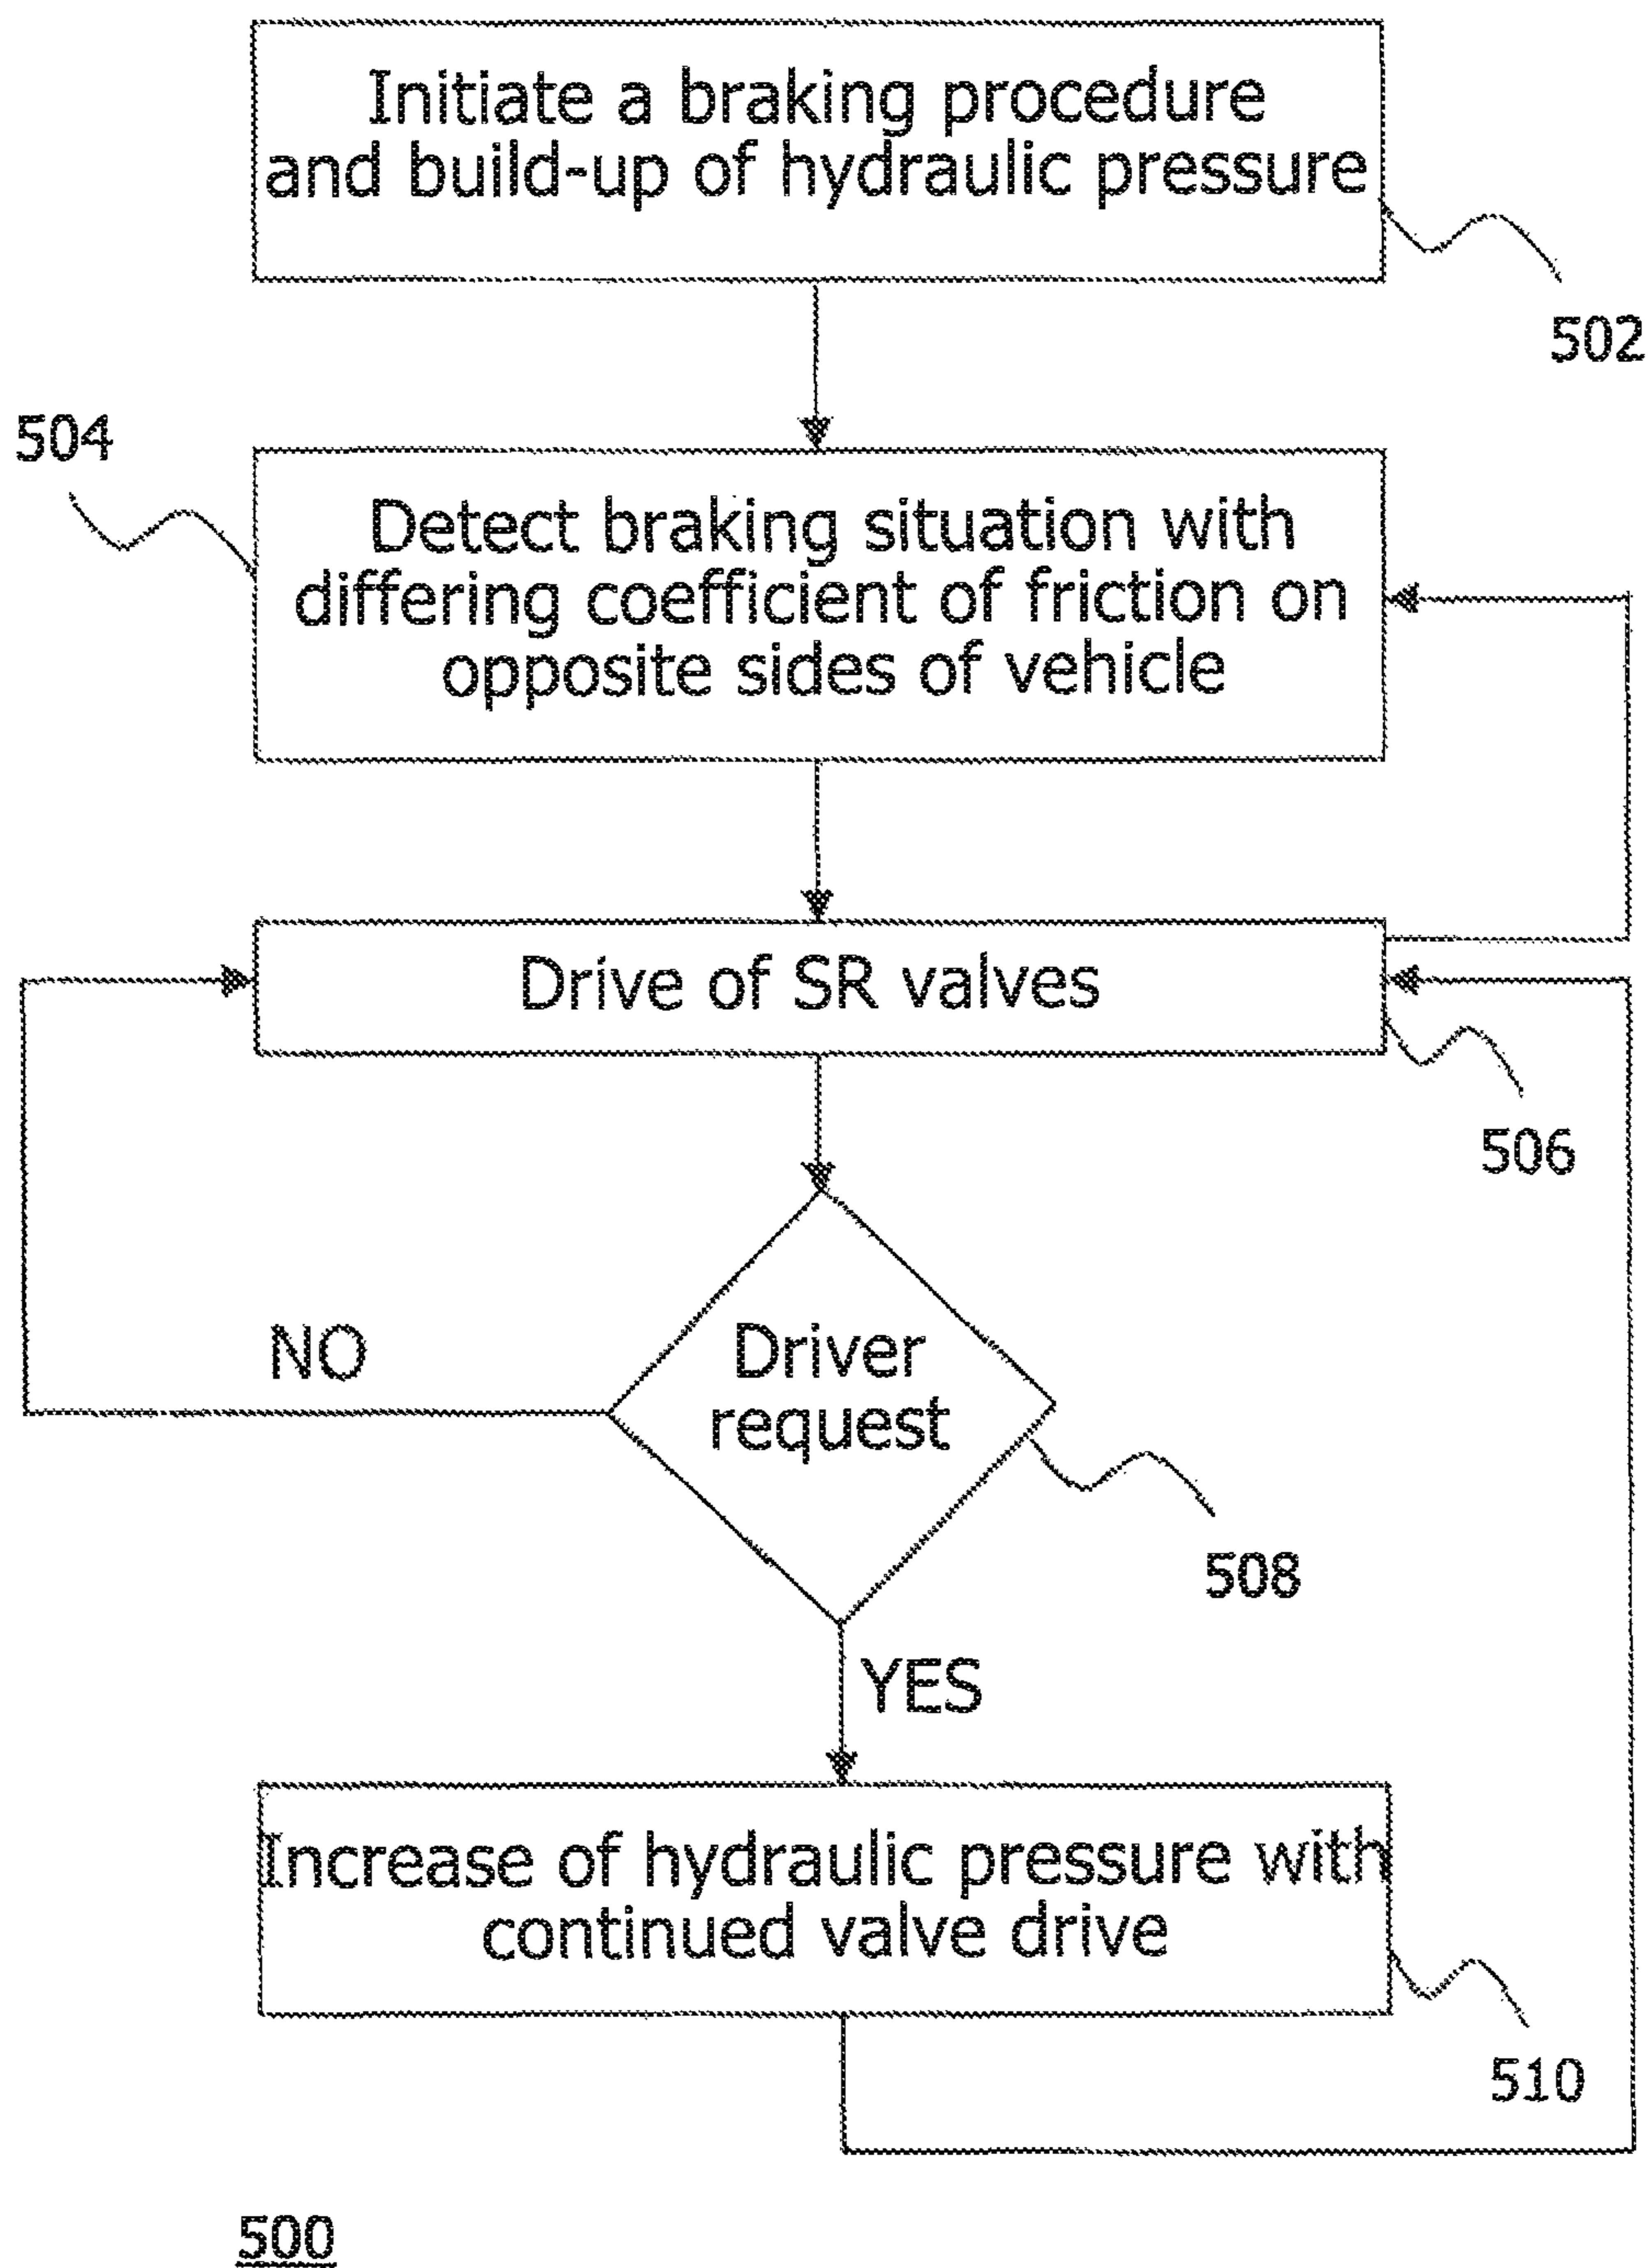 Initiate a braking procedure
and build-up of hydraulic pressure
502
504
Detect braking situation with
differing coefficient of friction on
opposite sides of vehicle
Drive of SR valves
506
NO
Driver
request
508
YES
Increase of hydraulic pressure with
continued valve drive
510
500